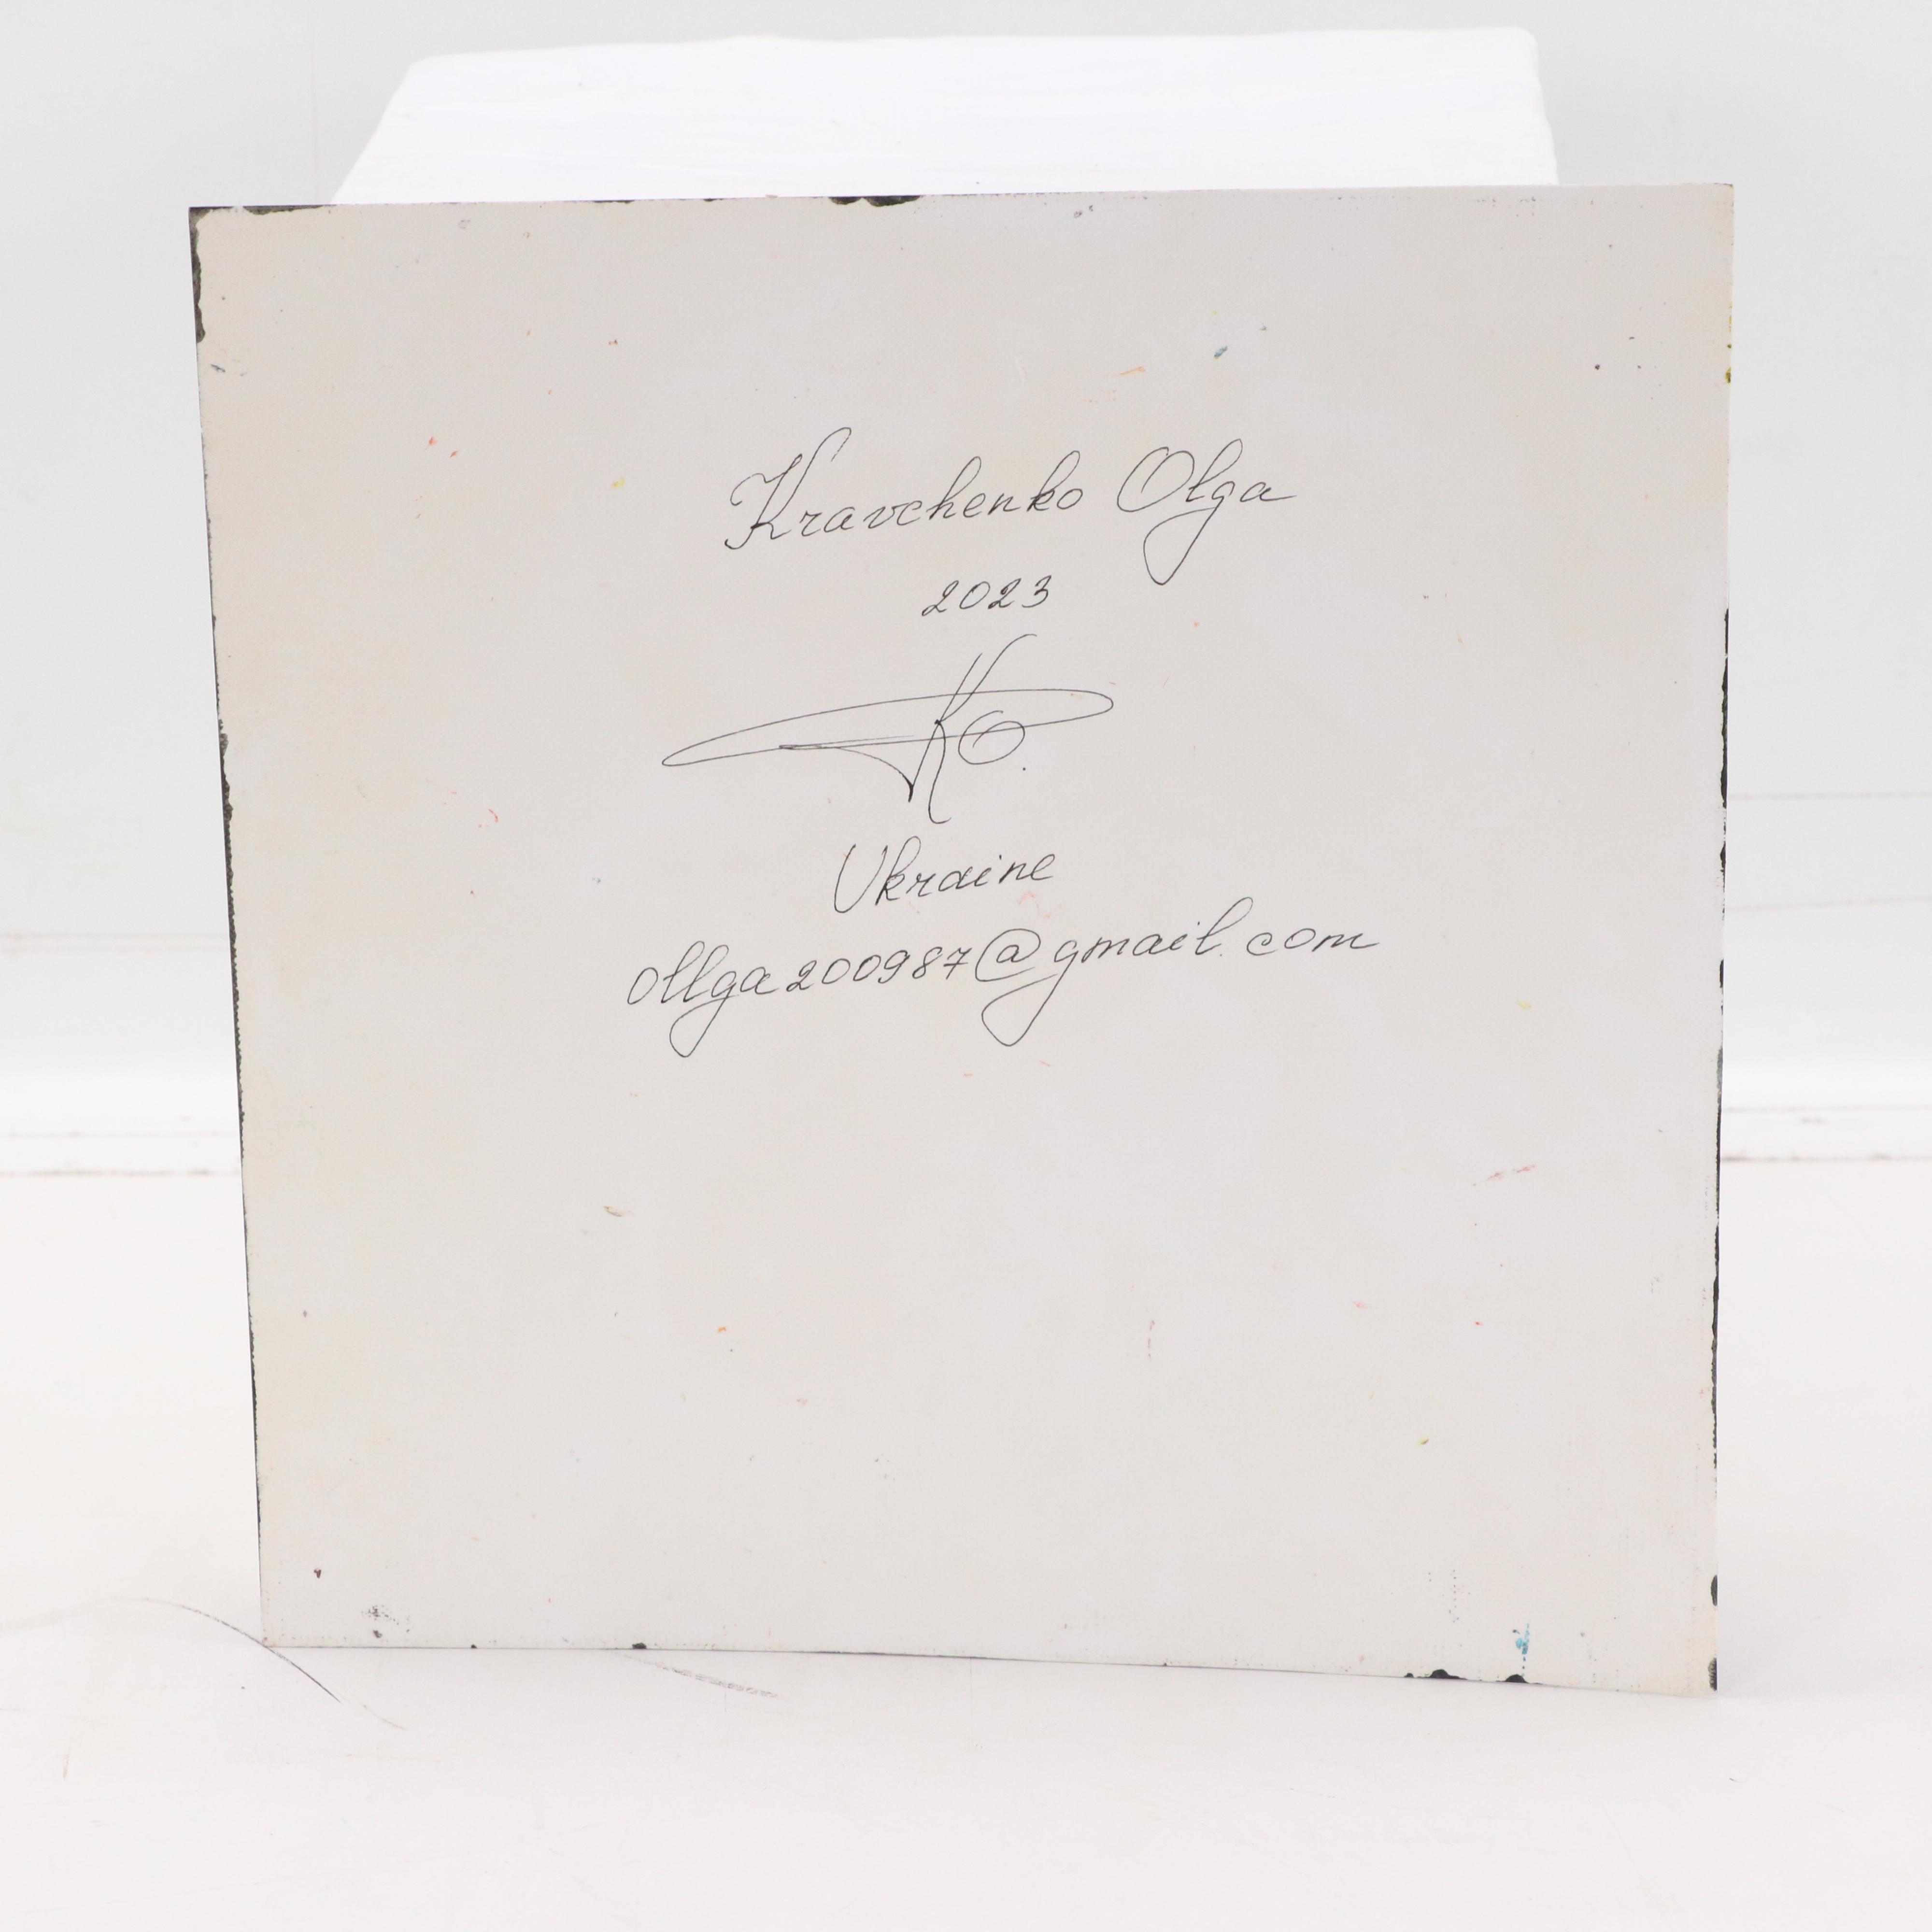 Kravchenko Olga
2023
KO.
Ukraine
ollga200987@gmail.com